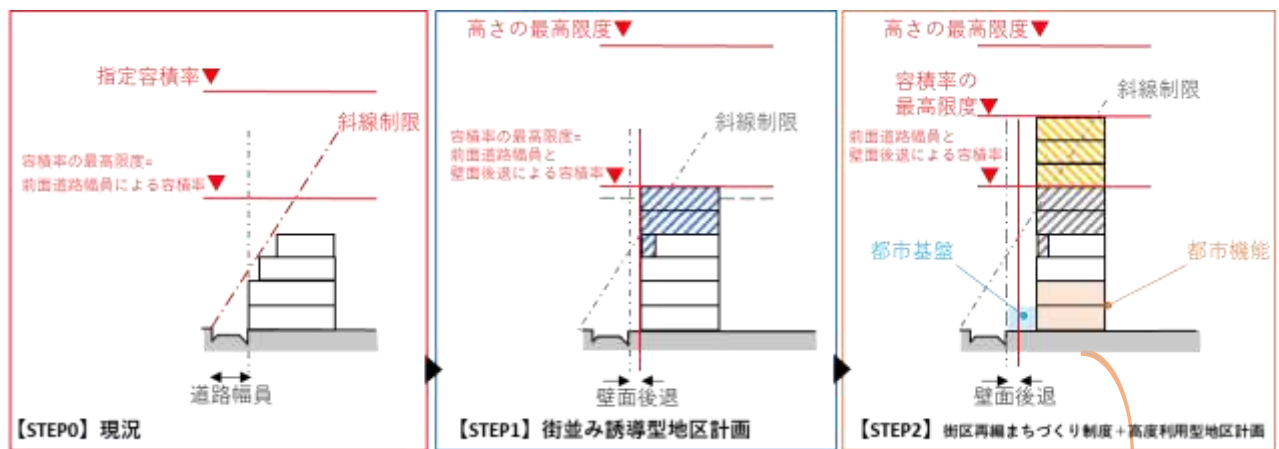 指定容積率▼
斜線制限
容積率の最高限度=
前面道路幅員による容積率▼
道路幅員
【STEP0】現況
高さの最高限度▼
斜線制限
容積率の最高限度=
前面道路幅員と
壁面後退による容積率▼
壁面後退
【STEP1】街並み誘導型地区計画
高さの最高限度▼
容積率の
最高限度▼
斜線制限
前面道路幅員と
壁面後退による容積率
▼
都市基盤
都市機能
壁面後退
【STEP2】街区再編まちづくり制度+高度利用型地区計画